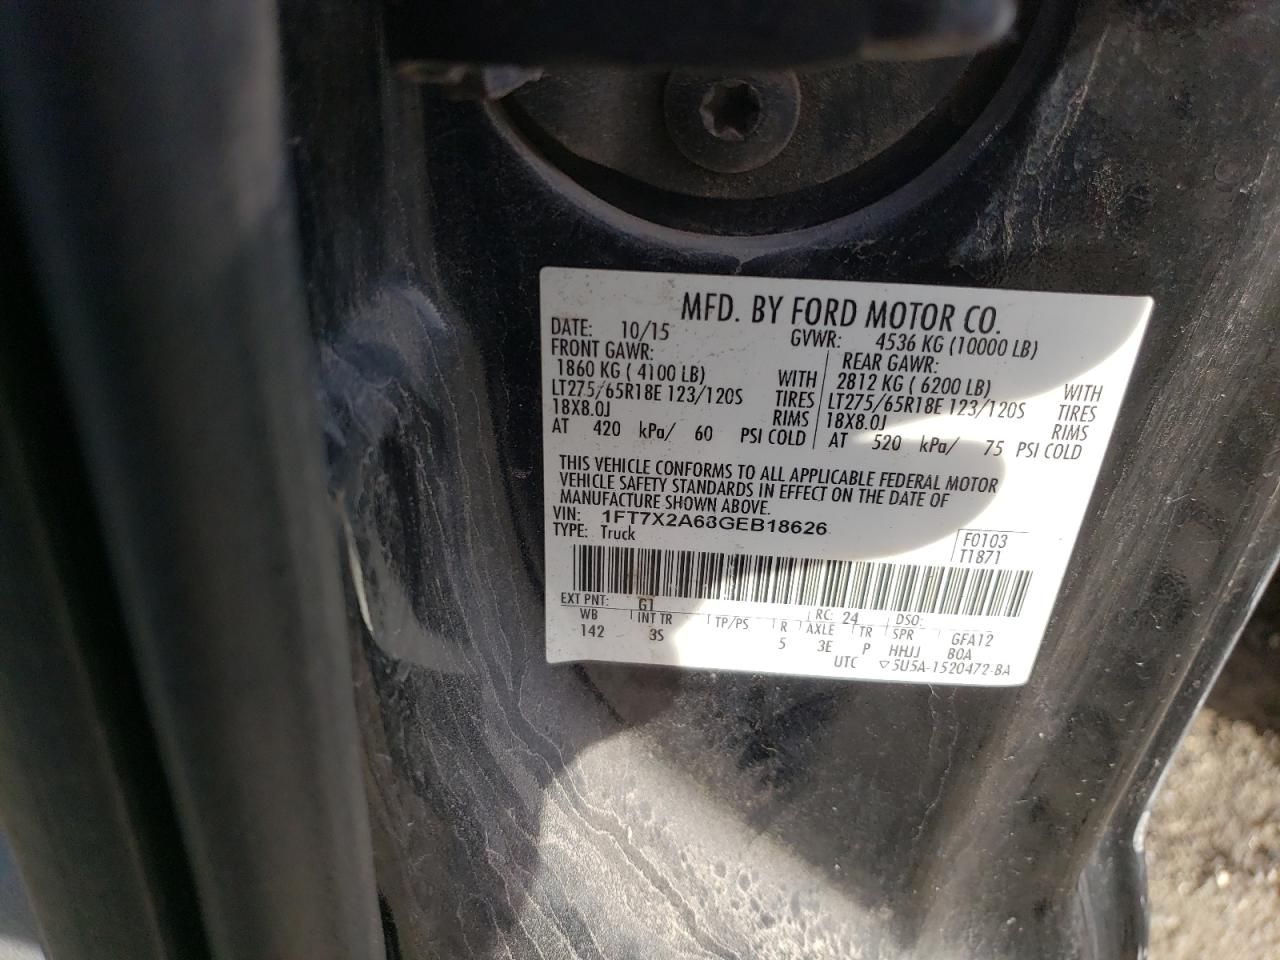 MFD. BY FORD MOTOR CO.
DATE: 10/15 GVWR: 4536 KG (10000 LB)
FRONT GAWR: REAR GAWR:
1860 KG ( 4100 LB) WITH 2812 KG ( 6200 LB) WITH
LT275/65R18E 123/120S TIRES LT275/65R18E 123/120S TIRES
18X8.0J RIMS 18X8.0J RIMS
AT 420 kPa/ 60 PSI COLD AT 520 kPa/ 75 PSI COLD
THIS VEHICLE CONFORMS TO ALL APPLICABLE FEDERAL MOTOR
VEHICLE SAFETY STANDARDS IN EFFECT ON THE DATE OF
MANUFACTURE SHOWN ABOVE.
VIN: 1FT7X2A68GEB18626
TYPE: Truck
F0103
T1871
EXT PNT: G1 RC: 24 DSO:
WB INT TR TP/PS R AXLE TR SPR GFA12
142 3S 5 3E P HHJJ BOA
UTC ▽5U5A-1520472-BA